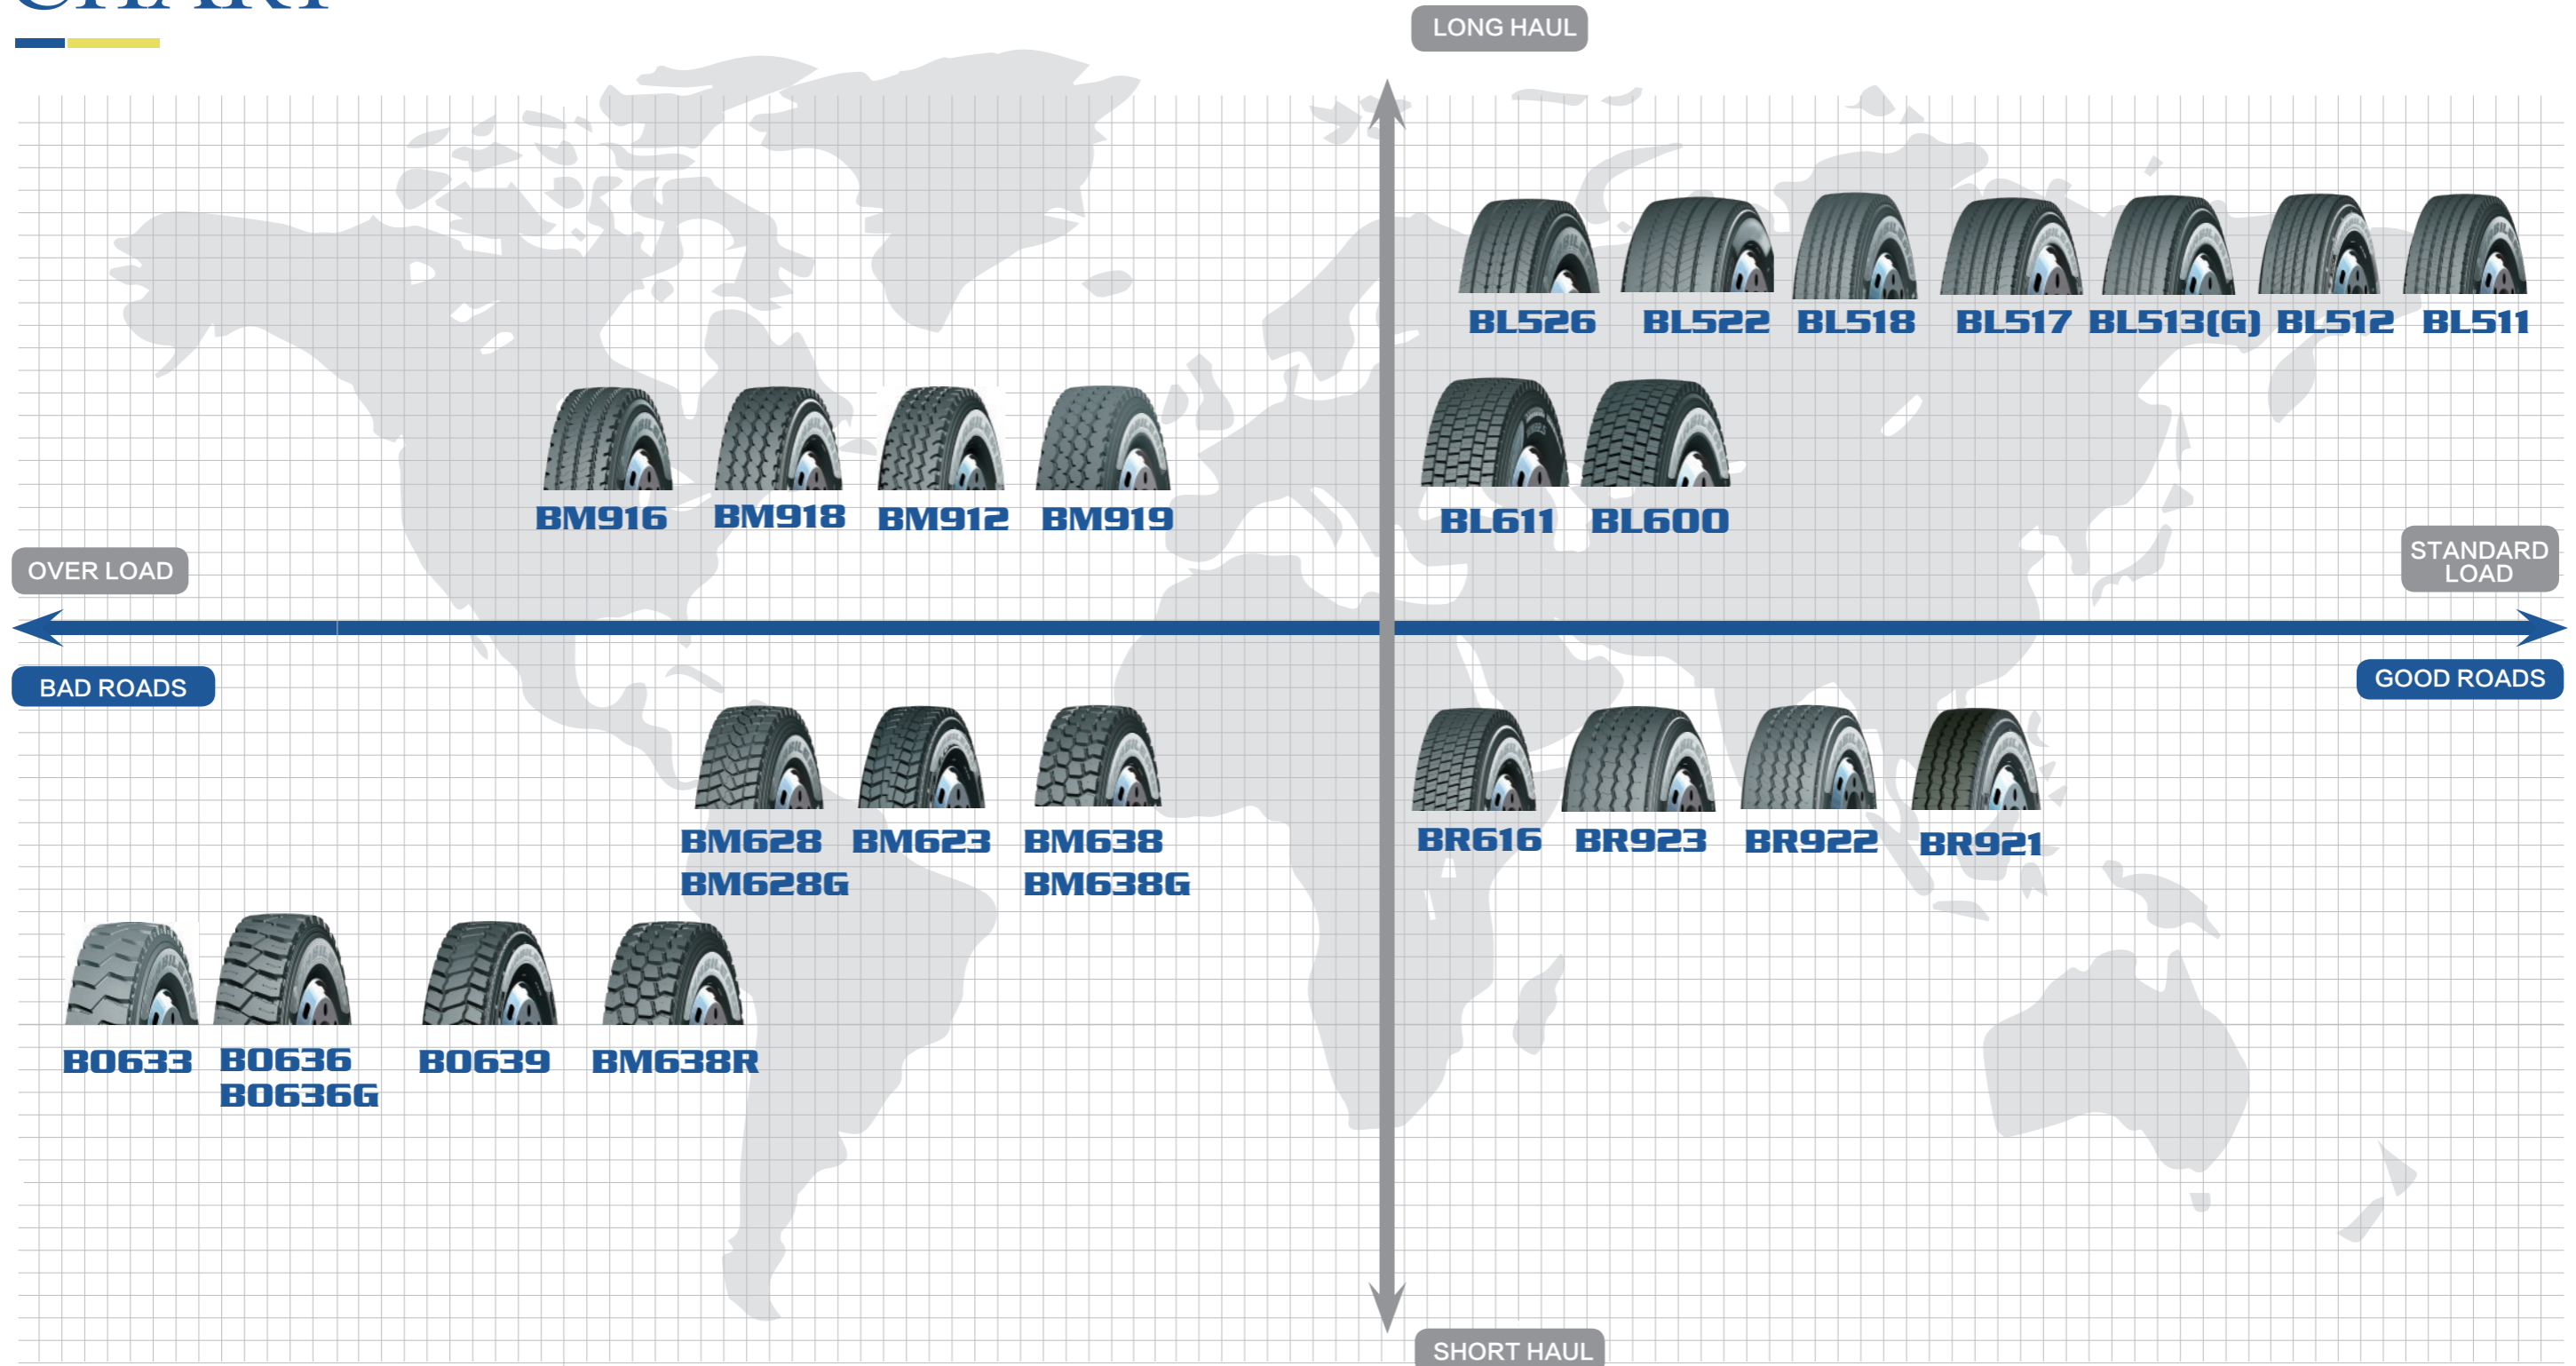 CHART
LONG HAUL
BL526 BL522 BL518 BL517 BL513(G) BL512 BL511
BM916 BM918 BM912 BM919
BL611 BL600
OVER LOAD
STANDARD
LOAD
BAD ROADS
GOOD ROADS
BM628 BM623 BM638
BM628G BM638G
BR616 BR923 BR922 BR921
BO633 BO636 BO639 BM638R
BO636G
SHORT HAUL